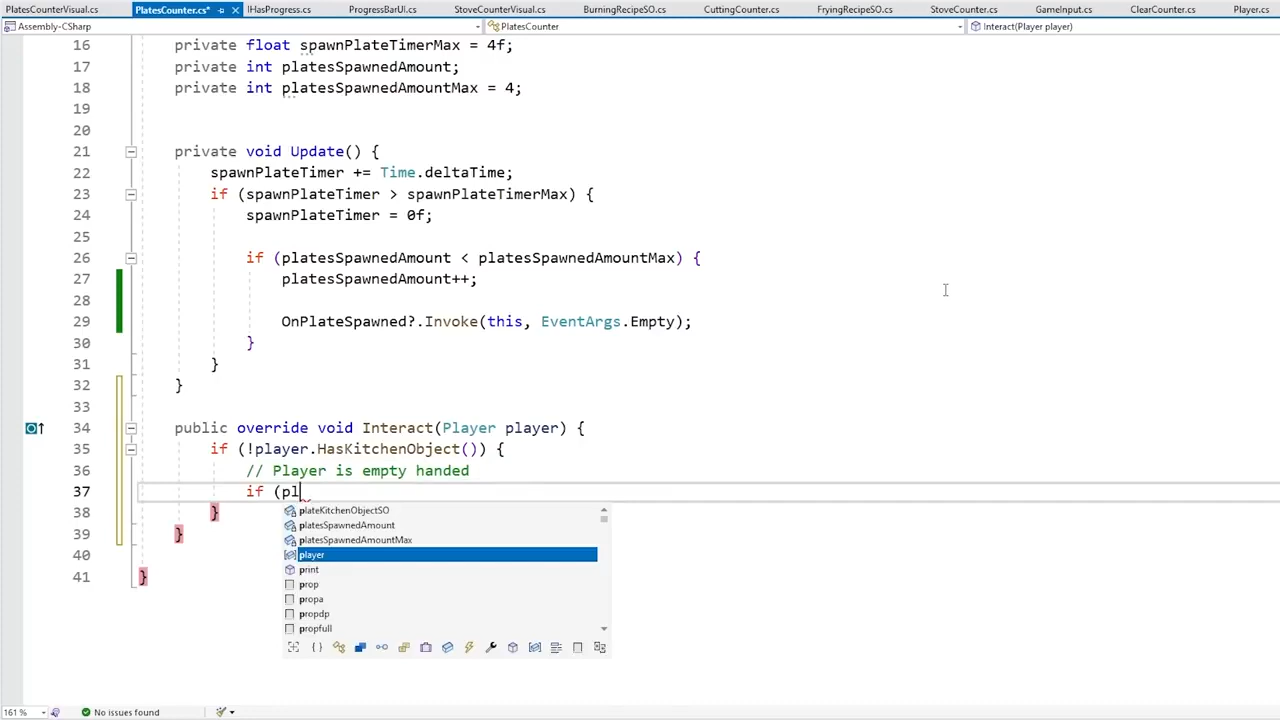 PlatesCounterVisual.cs PlatesCounter.cs* IHasProgress.cs ProgressBarUI.cs StoveCounterVisual.cs BurningRecipeSO.cs CuttingCounter.cs FryingRecipeSO.cs StoveCounter.cs GameInput.cs ClearCounter.cs Player.cs
Assembly-CSharp PlatesCounter Interact(Player player)
16 private float spawnPlateTimerMax = 4f;
17 private int platesSpawnedAmount;
18 private int platesSpawnedAmountMax = 4;
19
20
21 private void Update() {
22 spawnPlateTimer += Time.deltaTime;
23 if (spawnPlateTimer > spawnPlateTimerMax) {
24 spawnPlateTimer = 0f;
25
26 if (platesSpawnedAmount < platesSpawnedAmountMax) {
27 platesSpawnedAmount++;
28
29 OnPlateSpawned?.Invoke(this, EventArgs.Empty);
30 }
31 }
32 }
33
34 public override void Interact(Player player) {
35 if (!player.HasKitchenObject()) {
36 // Player is empty handed
37 if (pl
38 }
39 }
40
41 }
plateKitchenObjectSO
platesSpawnedAmount
platesSpawnedAmountMax
player
print
prop
propa
propdp
propfull
161 % No issues found